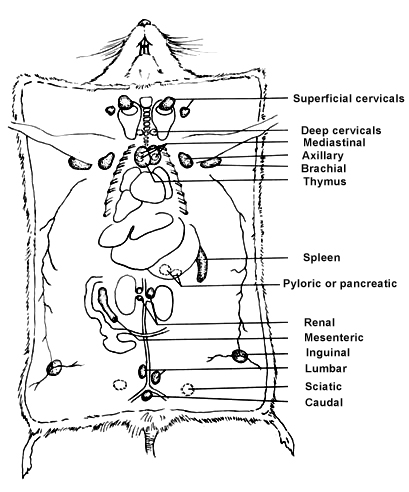 Superficial cervicals
Deep cervicals
Mediastinal
Axillary
Brachial
Thymus
Spleen
Pyloric or pancreatic
Renal
Mesenteric
Inguinal
Lumbar
Sciatic
Caudal